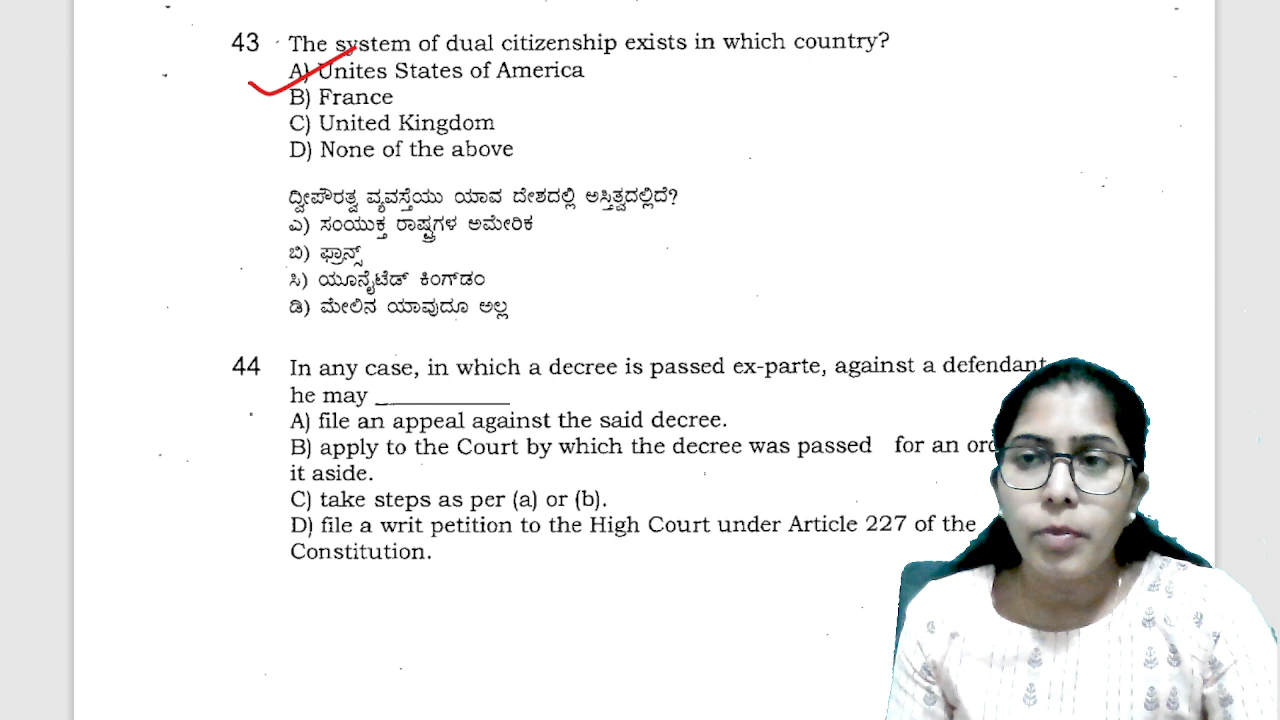 43 The system of dual citizenship exists in which country?
A) Unites States of America
B) France
C) United Kingdom
D) None of the above
ದ್ವೀಪೌರತ್ವ ವ್ಯವಸ್ತೆಯು ಯಾವ ದೇಶದಲ್ಲಿ ಅಸ್ತಿತ್ವದಲ್ಲಿದೆ?
ಎ) ಸಂಯುಕ್ತ ರಾಷ್ಟ್ರಗಳ ಅಮೇರಿಕ
ಬಿ) ಫ್ರಾನ್ಸ್
ಸಿ) ಯೂನೈಟೆಡ್ ಕಿಂಗ್‌ಡಂ
ಡಿ) ಮೇಲಿನ ಯಾವುದೂ ಅಲ್ಲ
44 In any case, in which a decree is passed ex-parte, against a defendant
he may __________
A) file an appeal against the said decree.
B) apply to the Court by which the decree was passed for an
it aside.
C) take steps as per (a) or (b).
D) file a writ petition to the High Court under Article 227 of the
Constitution.